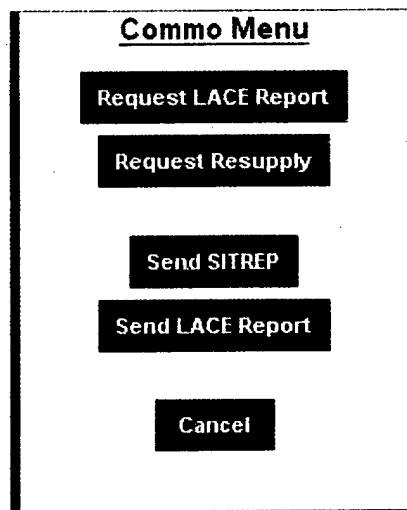 Commo Menu
Request LACE Report
Request Resupply
Send SITREP
Send LACE Report
Cancel